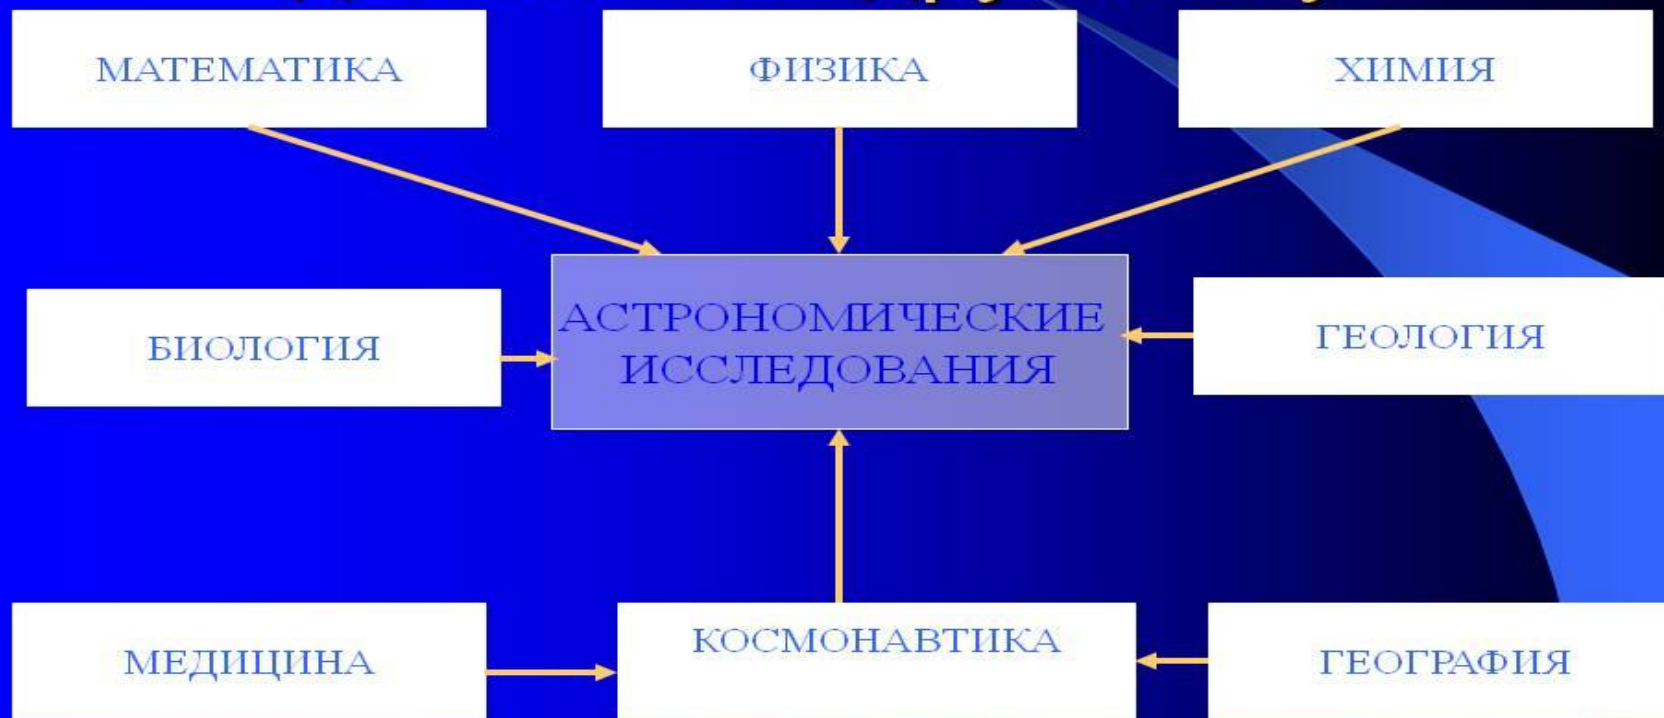 МАТЕМАТИКА
ФИЗИКА
ХИМИЯ
БИОЛОГИЯ
АСТРОНОМИЧЕСКИЕ
ИССЛЕДОВАНИЯ
ГЕОЛОГИЯ
МЕДИЦИНА
КОСМОНАВТИКА
ГЕОГРАФИЯ